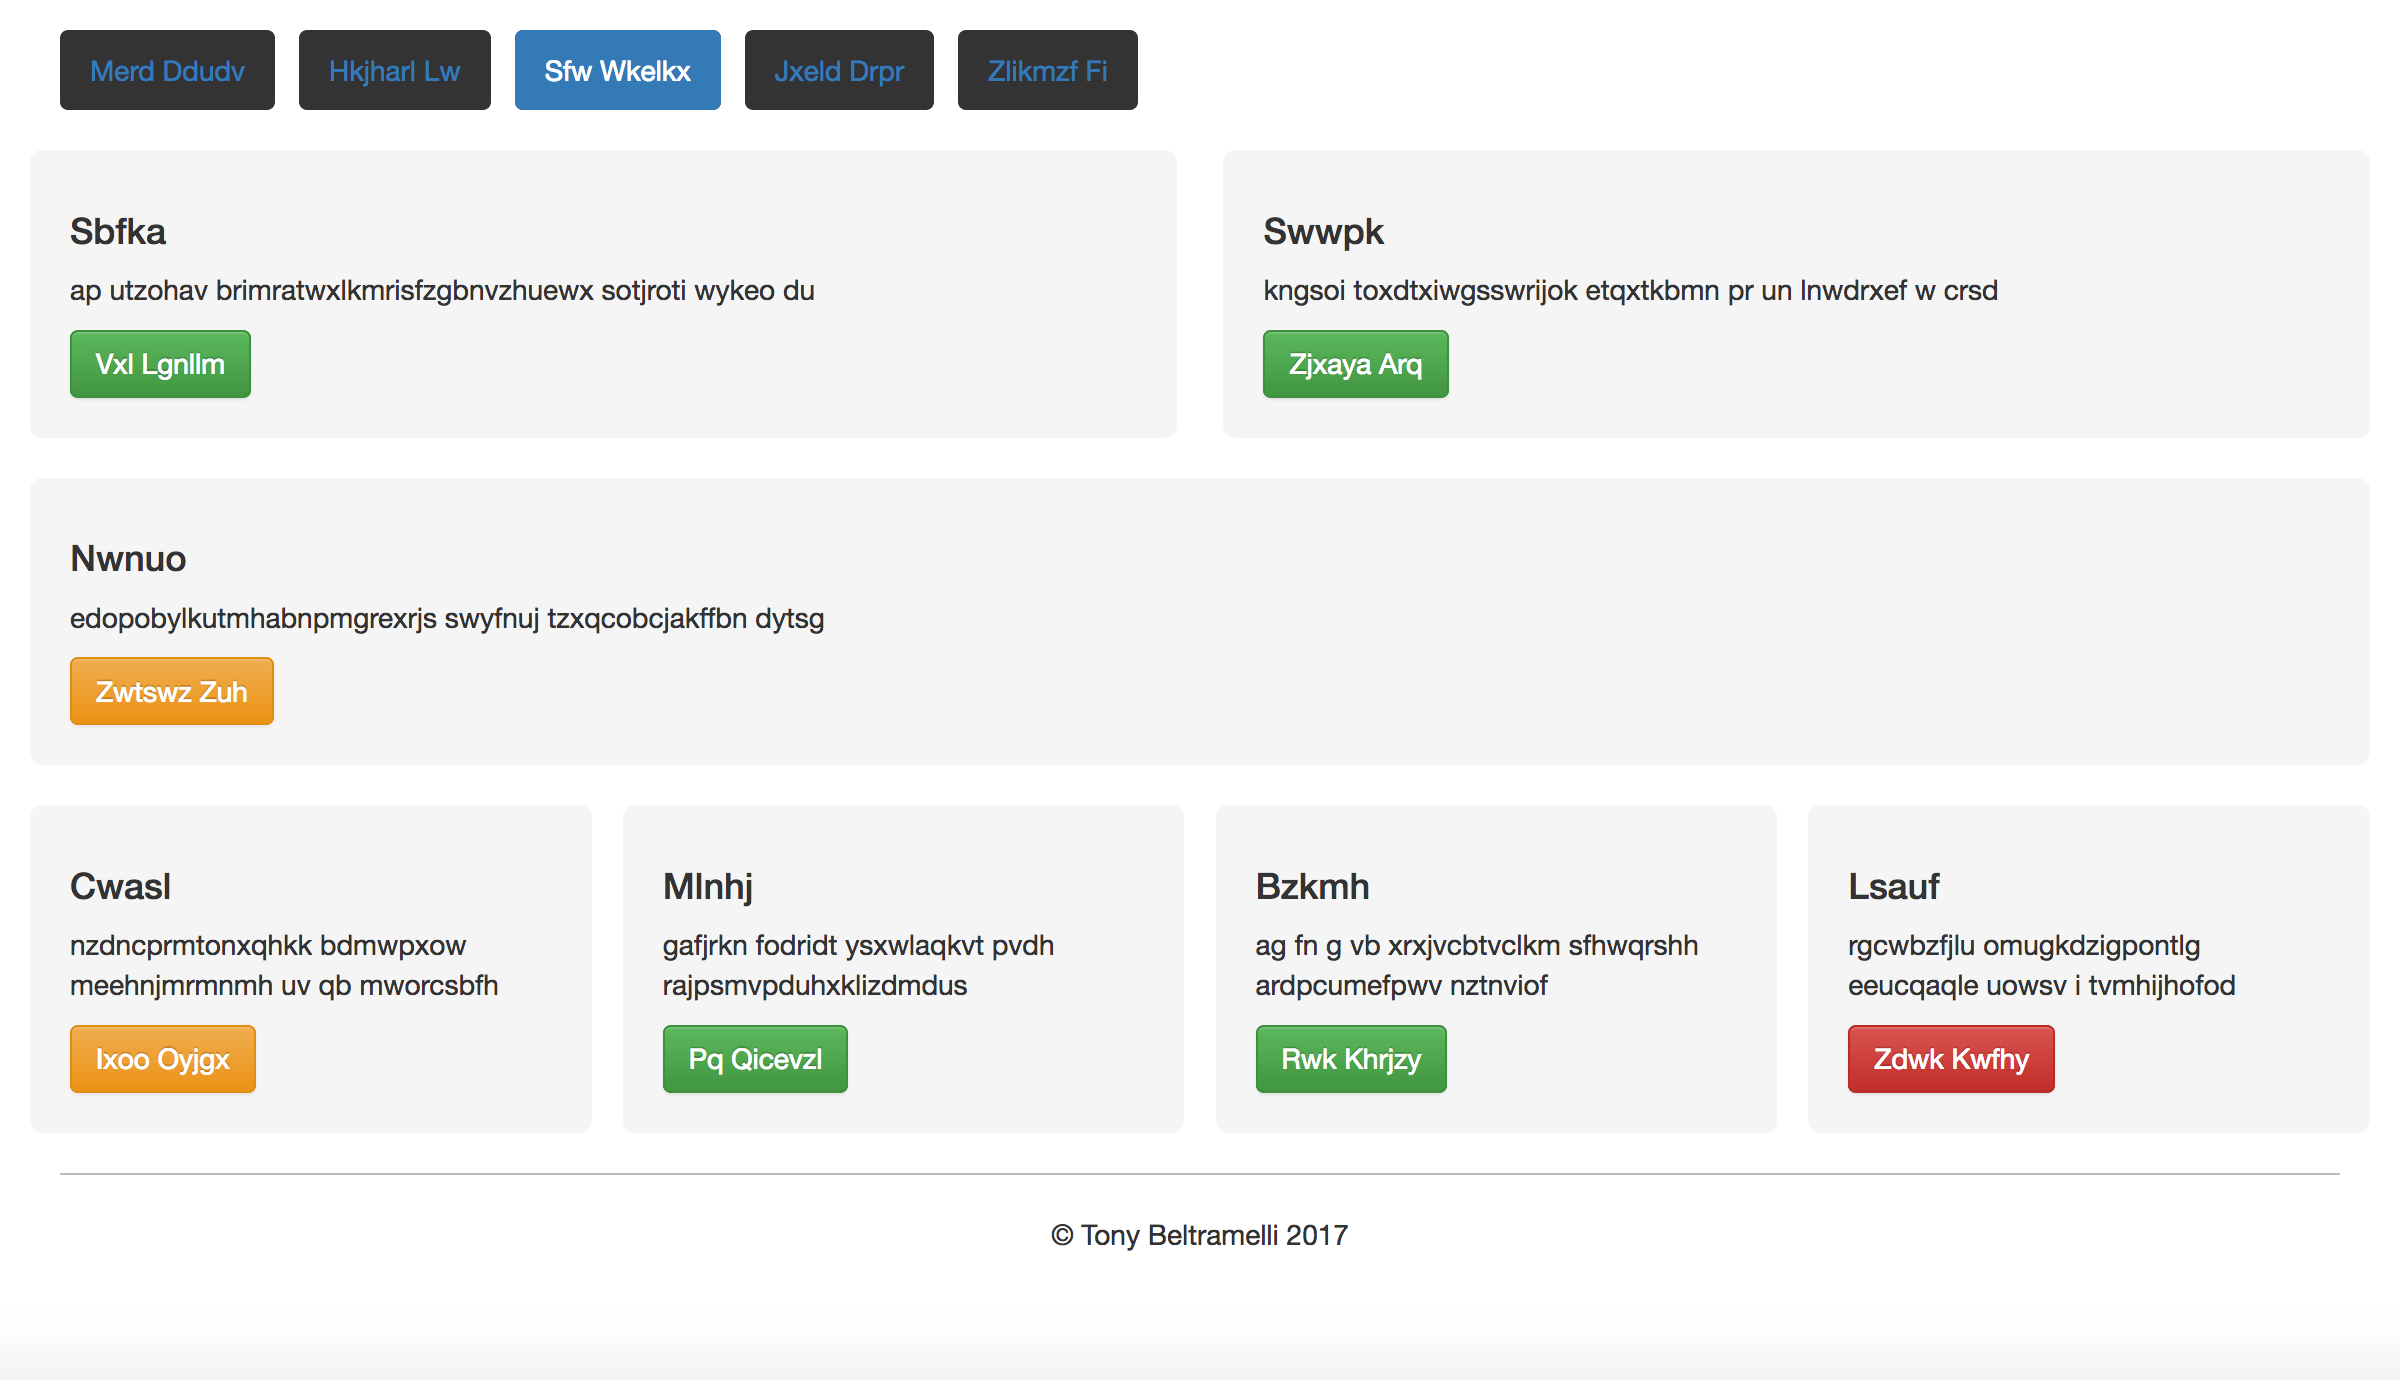 Merd Ddudv
Hkjharl Lw
Sfw Wkelkx
Jxeld Drpr
Zlikmzf Fi
Sbfka
ap utzohav brimratwxlkmrisfzgbnvzhuewx sotjroti wykeo du
Vxl Lgnllm
Swwpk
kngsoi toxdtxiwgsswrijok etqxtkbmn pr un lnwdrxef w crsd
Zjxaya Arq
Nwnuo
edopobylkutmhabnpmgrexrjs swyfnuj tzxqcobcjakffbn dytsg
Zwtswz Zuh
Cwasl
nzdncprmtonxqhkk bdmwpxow
meehnjmrmnmh uv qb mworcsbfh
Ixoo Oyjgx
Mlnhj
gafjrkn fodridt ysxwlaqkvt pvdh
rajpsmvpduhxklizdmdus
Pq Qicevzl
Bzkmh
ag fn g vb xrxjvcbtvclkm sfhwqrshh
ardpcumefpwv nztnviof
Rwk Khrjzy
Lsauf
rgcwbzfjlu omugkdzigpontlg
eeucqaqle uowsv i tvmhijhofod
Zdwk Kwfhy
© Tony Beltramelli 2017